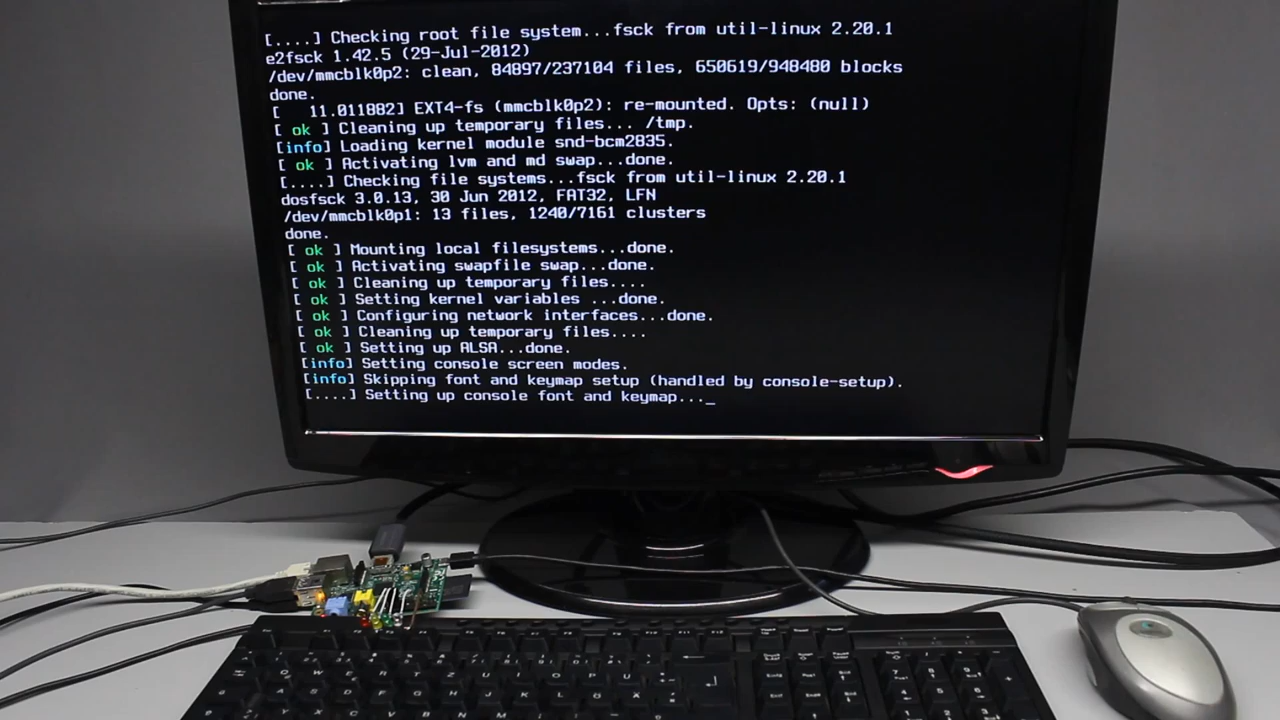 [....] Checking root file system...fsck from util-linux 2.20.1
e2fsck 1.42.5 (29-Jul-2012)
/dev/mmcblk0p2: clean, 84897/237104 files, 650619/948480 blocks
done.
[   11.011882] EXT4-fs (mmcblk0p2): re-mounted. Opts: (null)
[ ok ] Cleaning up temporary files... /tmp.
[info] Loading kernel module snd-bcm2835.
[ ok ] Activating lvm and md swap...done.
[....] Checking file systems...fsck from util-linux 2.20.1
dosfsck 3.0.13, 30 Jun 2012, FAT32, LFN
/dev/mmcblk0p1: 13 files, 1240/7161 clusters
done.
[ ok ] Mounting local filesystems...done.
[ ok ] Activating swapfile swap...done.
[ ok ] Cleaning up temporary files....
[ ok ] Setting kernel variables ...done.
[ ok ] Configuring network interfaces...done.
[ ok ] Cleaning up temporary files....
[ ok ] Setting up ALSA...done.
[info] Setting console screen modes.
[info] Skipping font and keymap setup (handled by console-setup).
[....] Setting up console font and keymap..._